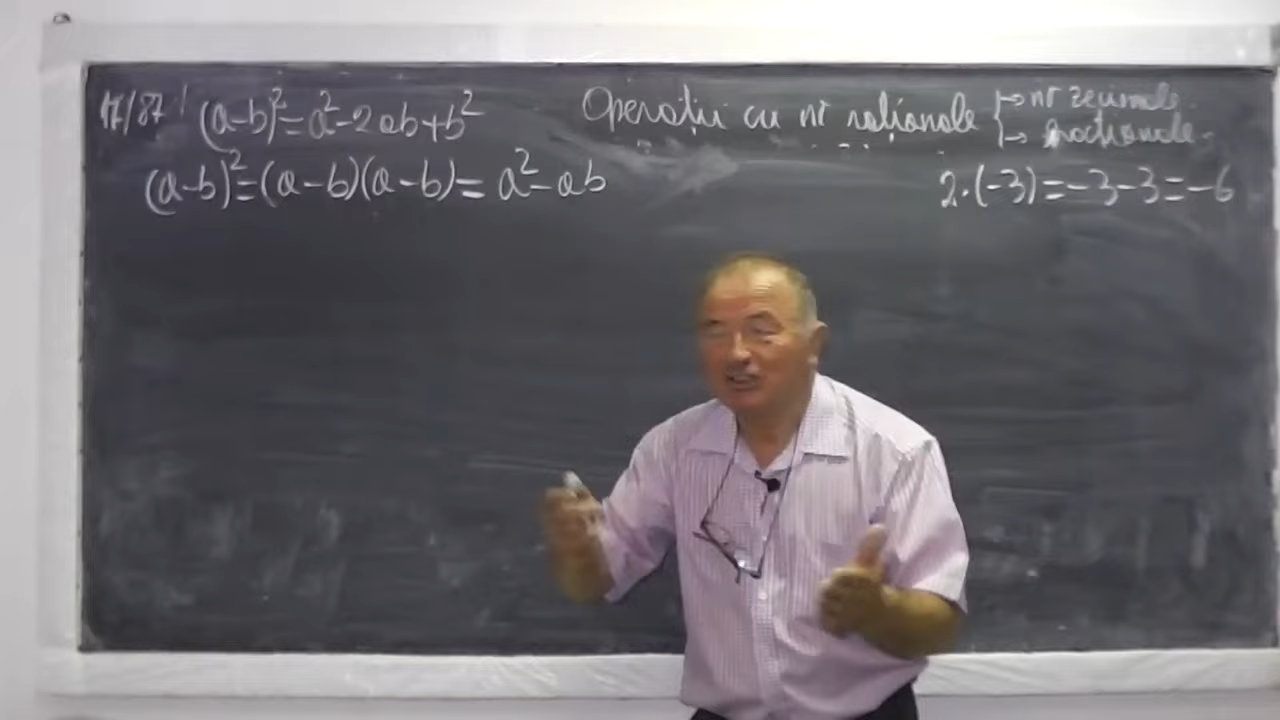 17/87! (a-b)²=a²-2ab+b²
Operații cu nr raționale → nr zecimale
→ fracționale
(a-b)²=(a-b)(a-b)= a²-ab
2·(-3)=-3-3=-6